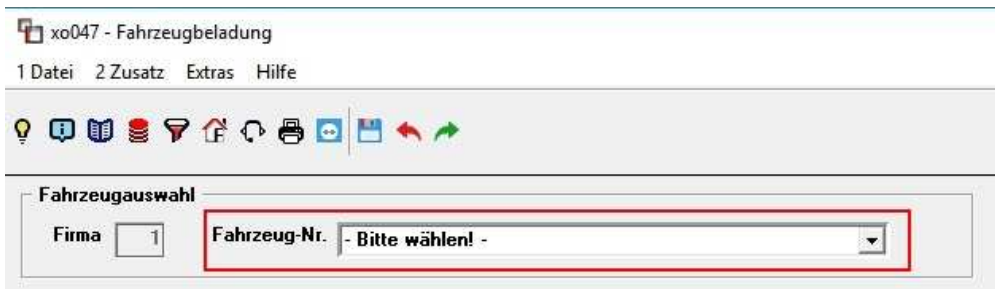 xo047 - Fahrzeugbeladung
1 Datei 2 Zusatz Extras Hilfe
Fahrzeugauswahl
Firma 1 Fahrzeug-Nr. - Bitte wählen! -